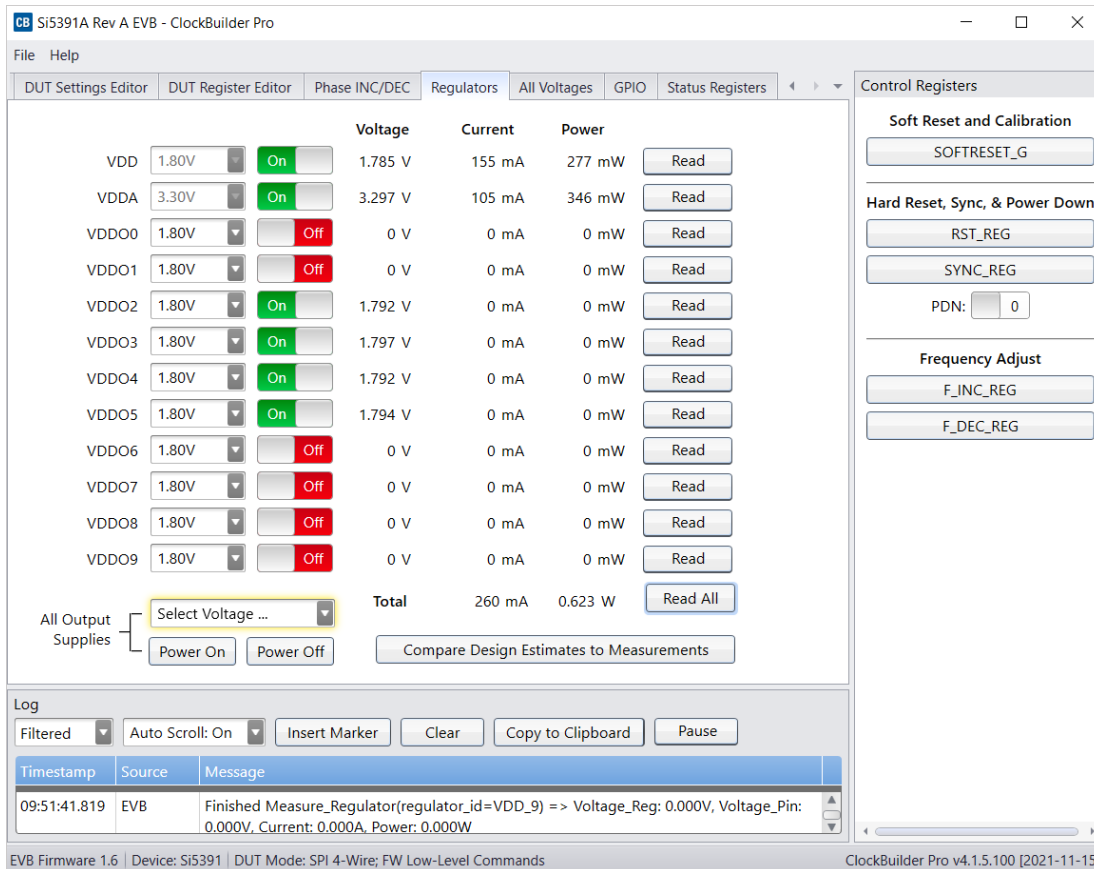 CB Si5391A Rev A EVB - ClockBuilder Pro
File Help
DUT Settings Editor DUT Register Editor Phase INC/DEC Regulators All Voltages GPIO Status Registers
Voltage Current Power
VDD 1.80V On 1.785 V 155 mA 277 mW Read
VDDA 3.30V On 3.297 V 105 mA 346 mW Read
VDDO0 1.80V Off 0 V 0 mA 0 mW Read
VDDO1 1.80V Off 0 V 0 mA 0 mW Read
VDDO2 1.80V On 1.792 V 0 mA 0 mW Read
VDDO3 1.80V On 1.797 V 0 mA 0 mW Read
VDDO4 1.80V On 1.792 V 0 mA 0 mW Read
VDDO5 1.80V On 1.794 V 0 mA 0 mW Read
VDDO6 1.80V Off 0 V 0 mA 0 mW Read
VDDO7 1.80V Off 0 V 0 mA 0 mW Read
VDDO8 1.80V Off 0 V 0 mA 0 mW Read
VDDO9 1.80V Off 0 V 0 mA 0 mW Read
All Output Supplies Select Voltage ... Total 260 mA 0.623 W Read All
Power On Power Off Compare Design Estimates to Measurements
Control Registers
Soft Reset and Calibration
SOFTRESET_G
Hard Reset, Sync, & Power Down
RST_REG
SYNC_REG
PDN: 0
Frequency Adjust
F_INC_REG
F_DEC_REG
Log
Filtered Auto Scroll: On Insert Marker Clear Copy to Clipboard Pause
Timestamp Source Message
09:51:41.819 EVB Finished Measure_Regulator(regulator_id=VDD_9) => Voltage_Reg: 0.000V, Voltage_Pin:
0.000V, Current: 0.000A, Power: 0.000W
EVB Firmware 1.6 Device: Si5391 DUT Mode: SPI 4-Wire; FW Low-Level Commands ClockBuilder Pro v4.1.5.100 [2021-11-15